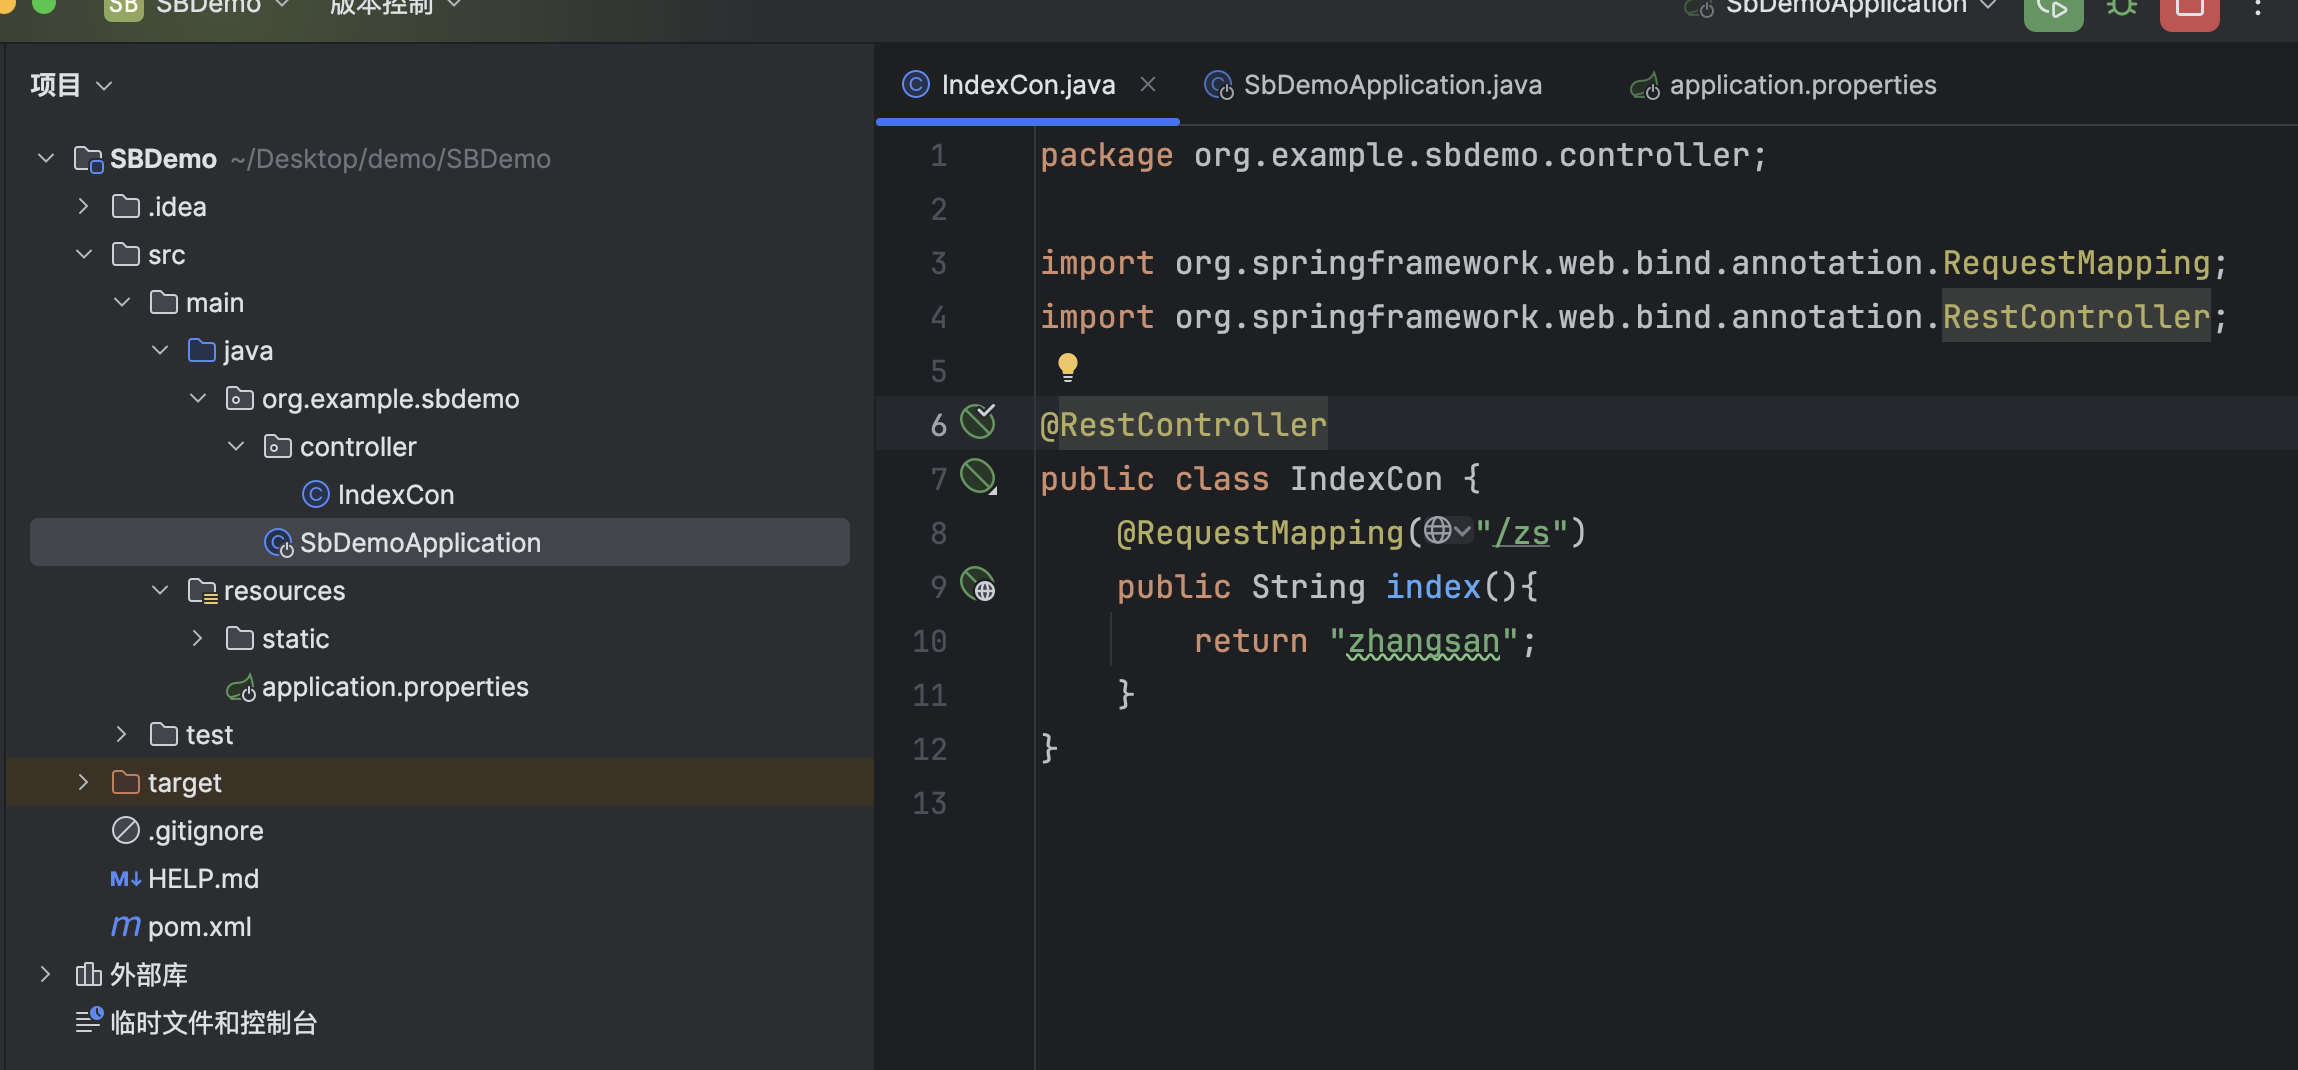 SB SBDemo 版本控制 SbDemoApplication
项目
SBDemo ~/Desktop/demo/SBDemo
.idea
src
main
java
org.example.sbdemo
controller
IndexCon
SbDemoApplication
resources
static
application.properties
test
target
.gitignore
HELP.md
pom.xml
外部库
临时文件和控制台
IndexCon.java SbDemoApplication.java application.properties
1 package org.example.sbdemo.controller;
2
3 import org.springframework.web.bind.annotation.RequestMapping;
4 import org.springframework.web.bind.annotation.RestController;
5
6 @RestController
7 public class IndexCon {
8 @RequestMapping("/zs")
9 public String index(){
10 return "zhangsan";
11 }
12 }
13